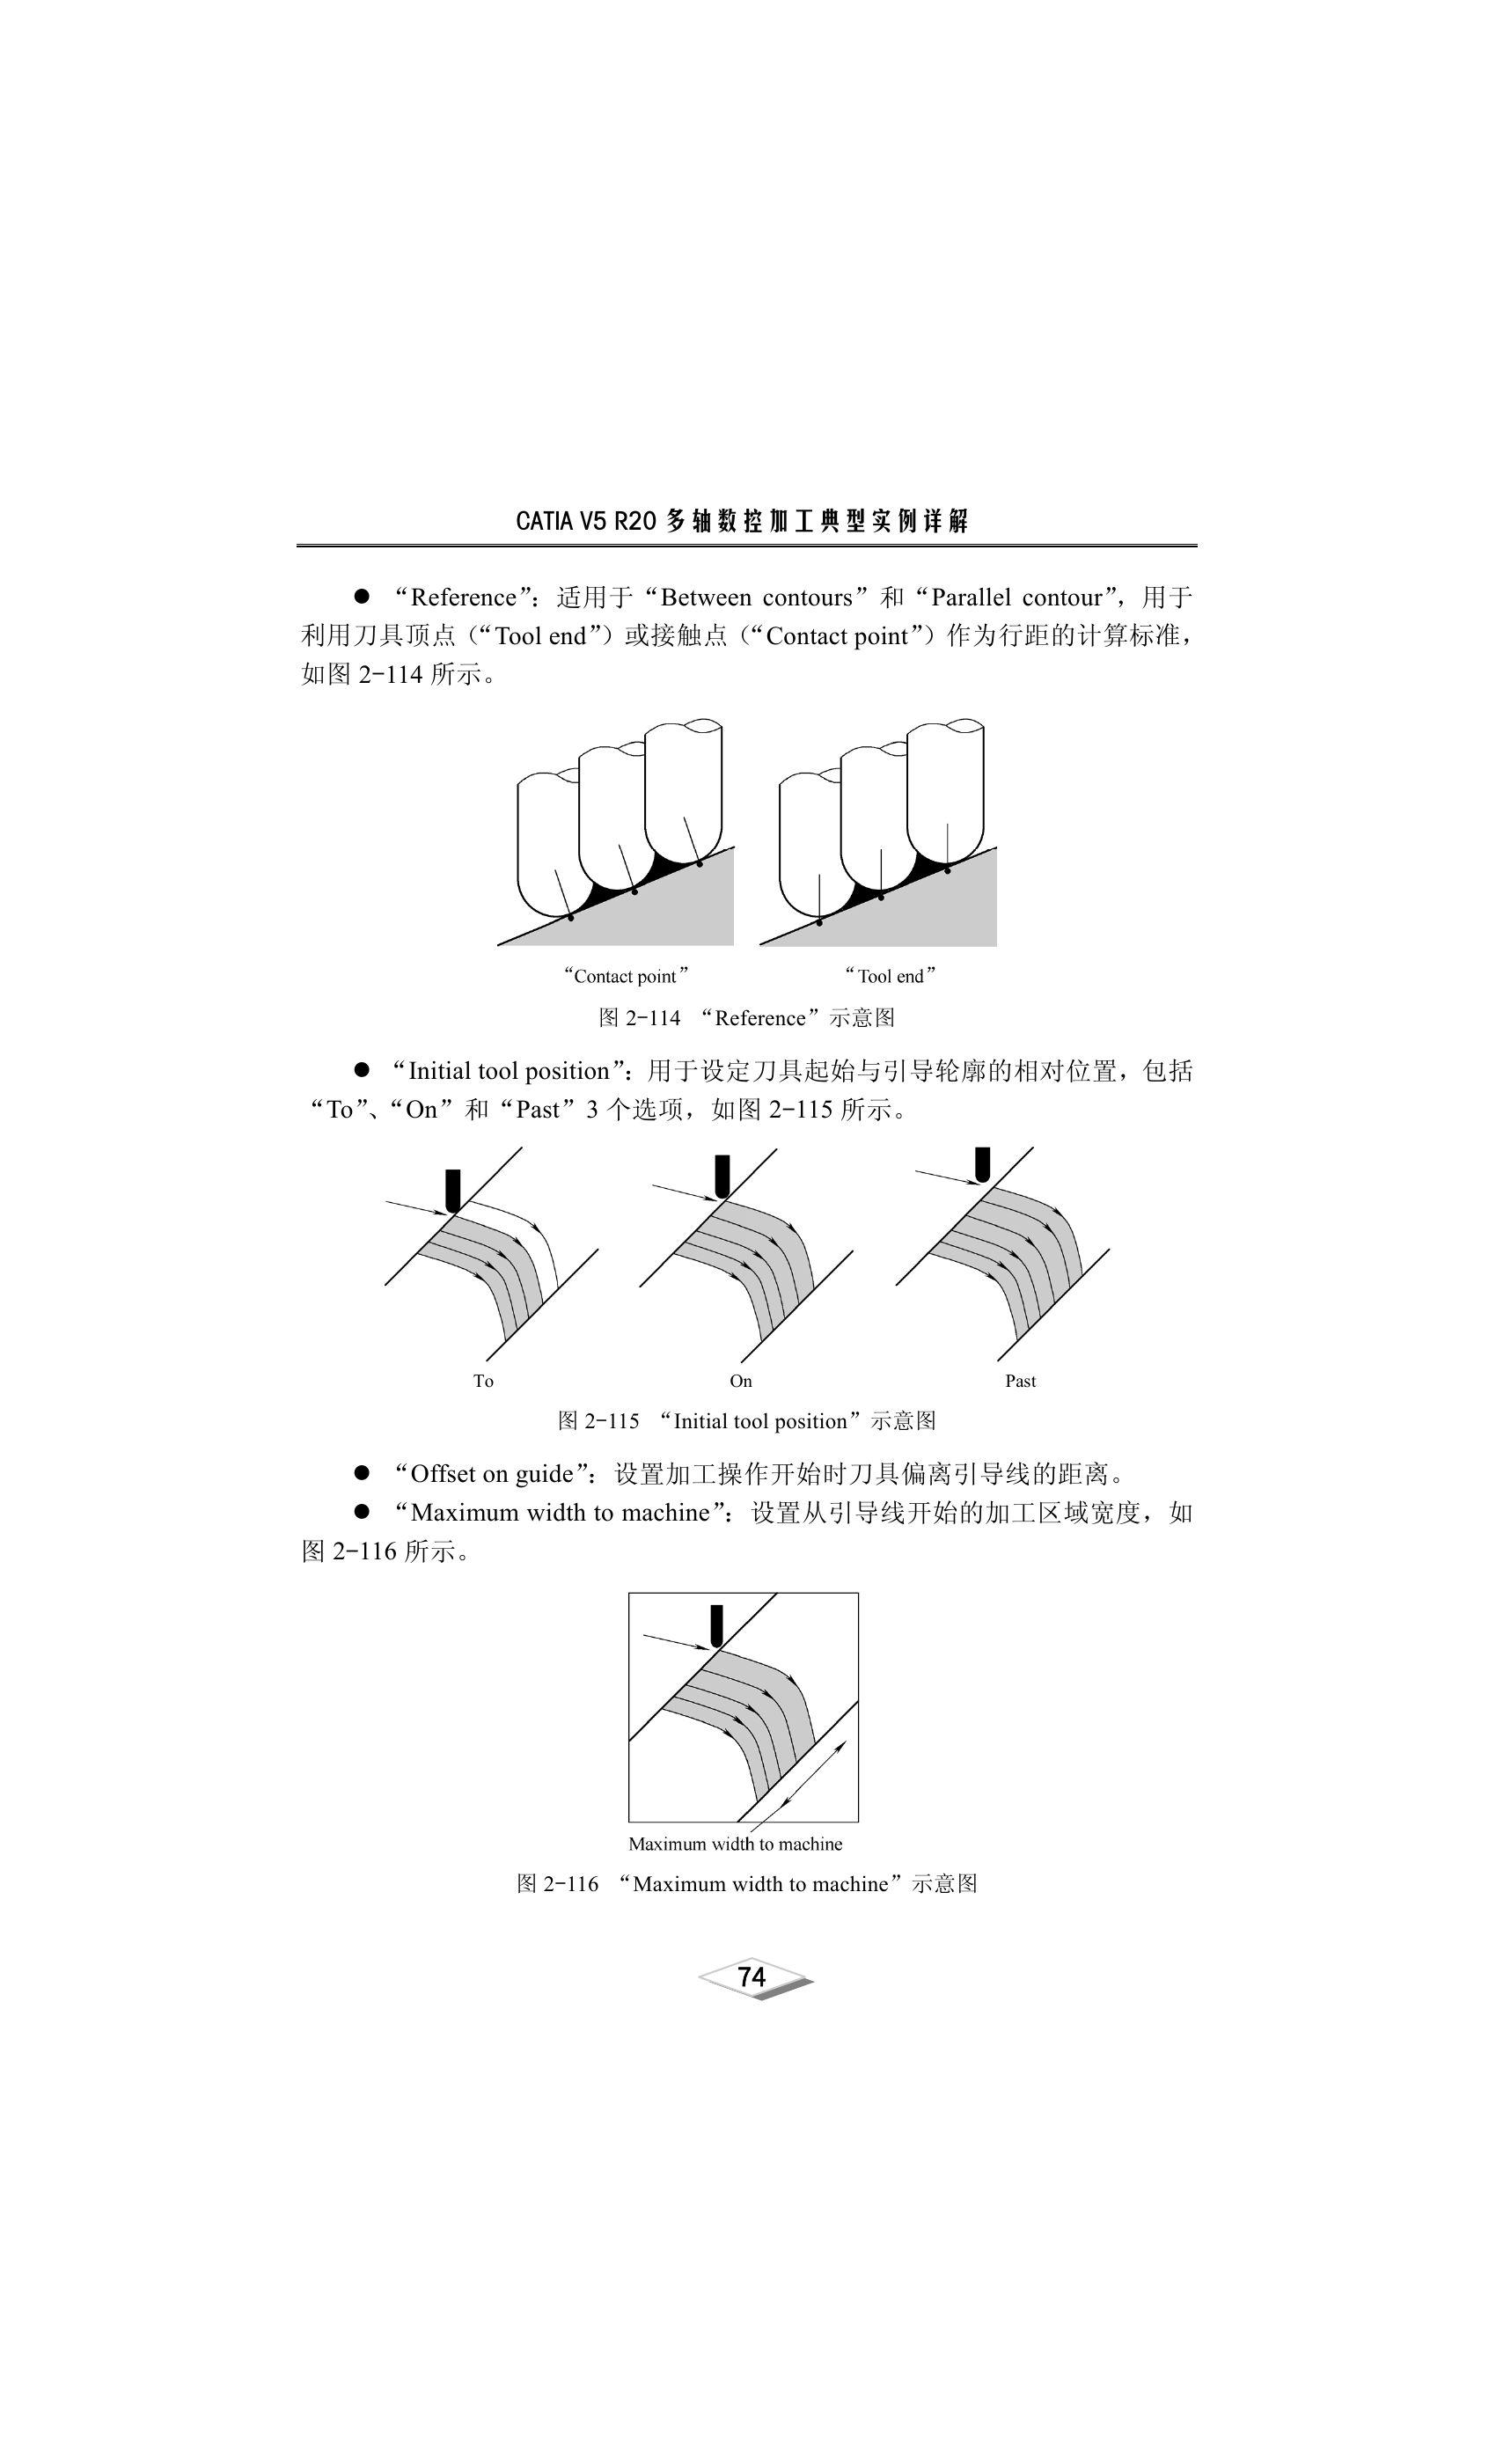 CATIA V5 R20 多轴数控加工典型实例详解
● “Reference”：适用于“Between contours”和“Parallel contour”，用于
利用刀具顶点（“Tool end”）或接触点（“Contact point”）作为行距的计算标准，
如图 2-114 所示。
“Contact point” “Tool end”
图 2-114 “Reference”示意图
● “Initial tool position”：用于设定刀具起始与引导轮廓的相对位置，包括
“To”、“On”和“Past”3 个选项，如图 2-115 所示。
To On Past
图 2-115 “Initial tool position”示意图
● “Offset on guide”：设置加工操作开始时刀具偏离引导线的距离。
● “Maximum width to machine”：设置从引导线开始的加工区域宽度，如
图 2-116 所示。
Maximum width to machine
图 2-116 “Maximum width to machine”示意图
74